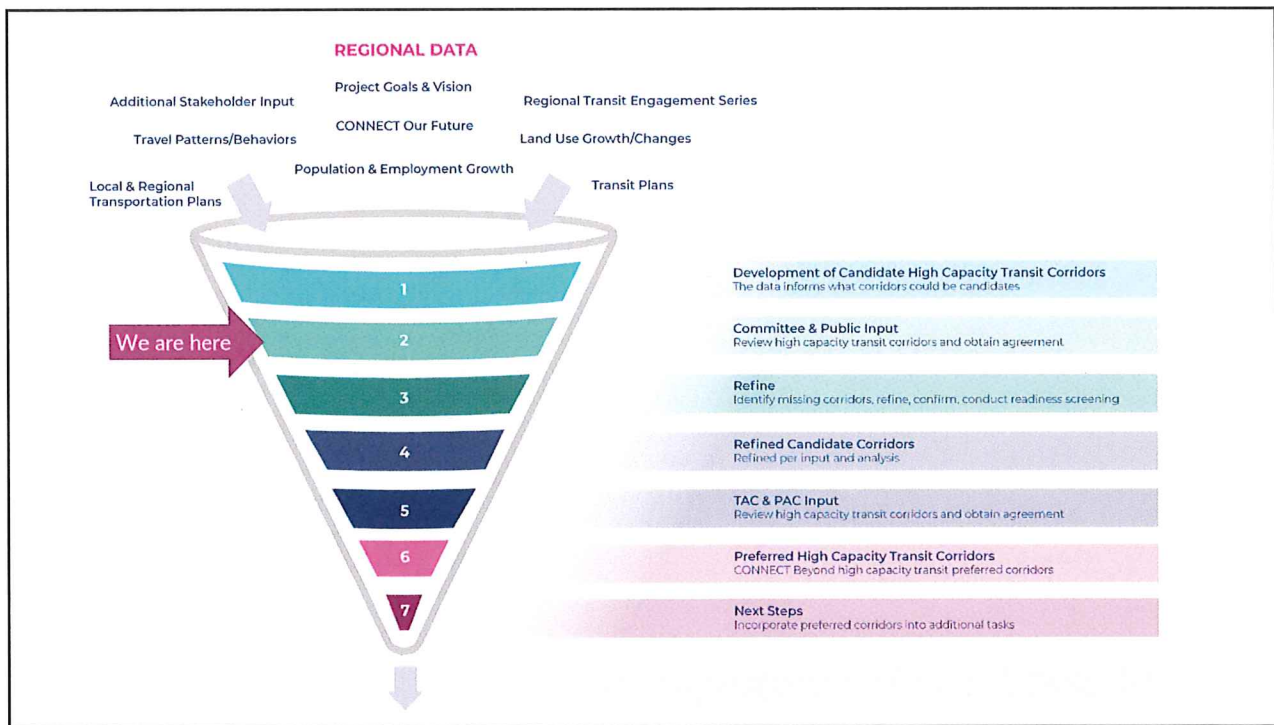 REGIONAL DATA
Project Goals & Vision
Additional Stakeholder Input
Regional Transit Engagement Series
CONNECT Our Future
Travel Patterns/Behaviors
Land Use Growth/Changes
Population & Employment Growth
Local & Regional
Transportation Plans
Transit Plans
We are here
1
Development of Candidate High Capacity Transit Corridors
The data informs what corridors could be candidates
2
Committee & Public Input
Review high capacity transit corridors and obtain agreement
3
Refine
Identify missing corridors, refine, confirm, conduct readiness screening
4
Refined Candidate Corridors
Refined per input and analysis
5
TAC & PAC Input
Review high capacity transit corridors and obtain agreement
6
Preferred High Capacity Transit Corridors
CONNECT Beyond high capacity transit preferred corridors
7
Next Steps
Incorporate preferred corridors into additional tasks